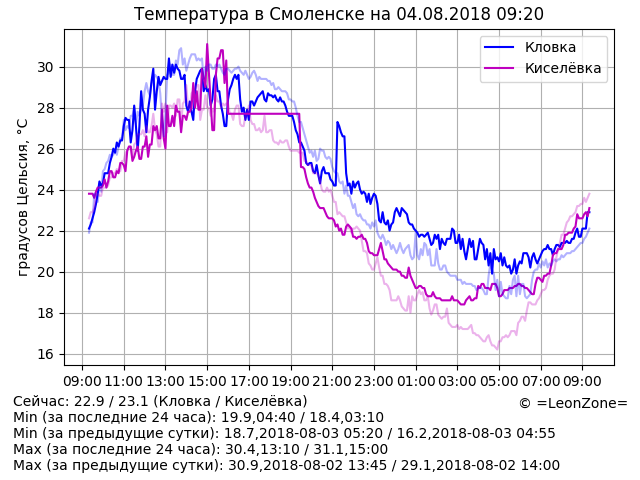 Температура в Смоленске на 04.08.2018 09:20
градусов Цельсия, °C
30
28
26
24
22
20
18
16
Кловка
Киселёвка
09:00 11:00 13:00 15:00 17:00 19:00 21:00 23:00 01:00 03:00 05:00 07:00 09:00
Сейчас: 22.9 / 23.1 (Кловка / Киселёвка)
© =LeonZone=
Min (за последние 24 часа): 19.9,04:40 / 18.4,03:10
Min (за предыдущие сутки): 18.7,2018-08-03 05:20 / 16.2,2018-08-03 04:55
Max (за последние 24 часа): 30.4,13:10 / 31.1,15:00
Max (за предыдущие сутки): 30.9,2018-08-02 13:45 / 29.1,2018-08-02 14:00